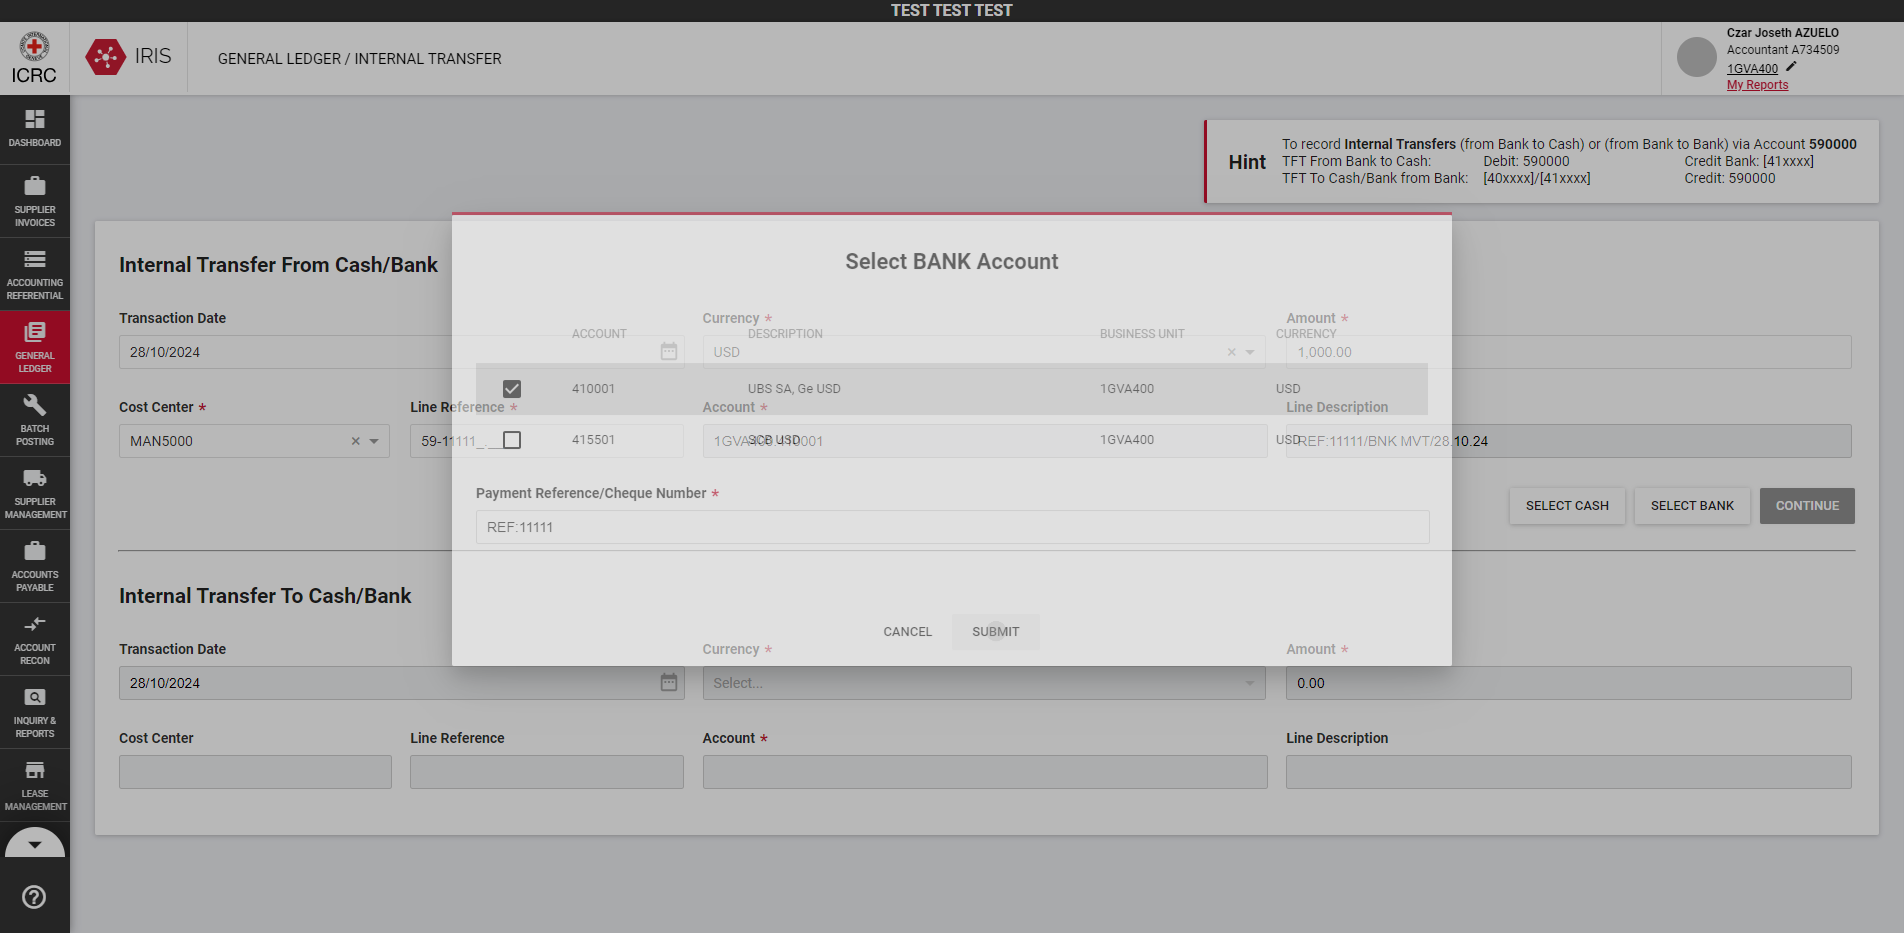 TEST TEST TEST
ICRC
IRIS
GENERAL LEDGER / INTERNAL TRANSFER
Czar Joseth AZUELO
Accountant A734509
1GVA400
My Reports
DASHBOARD
SUPPLIER
INVOICES
ACCOUNTING
REFERENTIAL
GENERAL
LEDGER
BATCH
POSTING
SUPPLIER
MANAGEMENT
ACCOUNTS
PAYABLE
ACCOUNT
RECON
INQUIRY &
REPORTS
LEASE
MANAGEMENT
Hint
To record Internal Transfers (from Bank to Cash) or (from Bank to Bank) via Account 590000
TFT From Bank to Cash: Debit: 590000 Credit Bank: [41xxxx]
TFT To Cash/Bank from Bank: [40xxxx]/[41xxxx] Credit: 590000
Internal Transfer From Cash/Bank
Transaction Date
28/10/2024
Currency *
USD
Amount *
1,000.00
Cost Center *
MAN5000
Line Reference *
59-11111_.__
Account *
1GVA400.410001
Line Description
REF:11111/BNK MVT/28.10.24
SELECT CASH
SELECT BANK
CONTINUE
Select BANK Account
ACCOUNT DESCRIPTION BUSINESS UNIT CURRENCY
410001 UBS SA, Ge USD 1GVA400 USD
415501 SCB USD 1GVA400 USD
Payment Reference/Cheque Number *
REF:11111
CANCEL
SUBMIT
Internal Transfer To Cash/Bank
Transaction Date
28/10/2024
Currency *
Select...
Amount *
0.00
Cost Center
Line Reference
Account *
Line Description